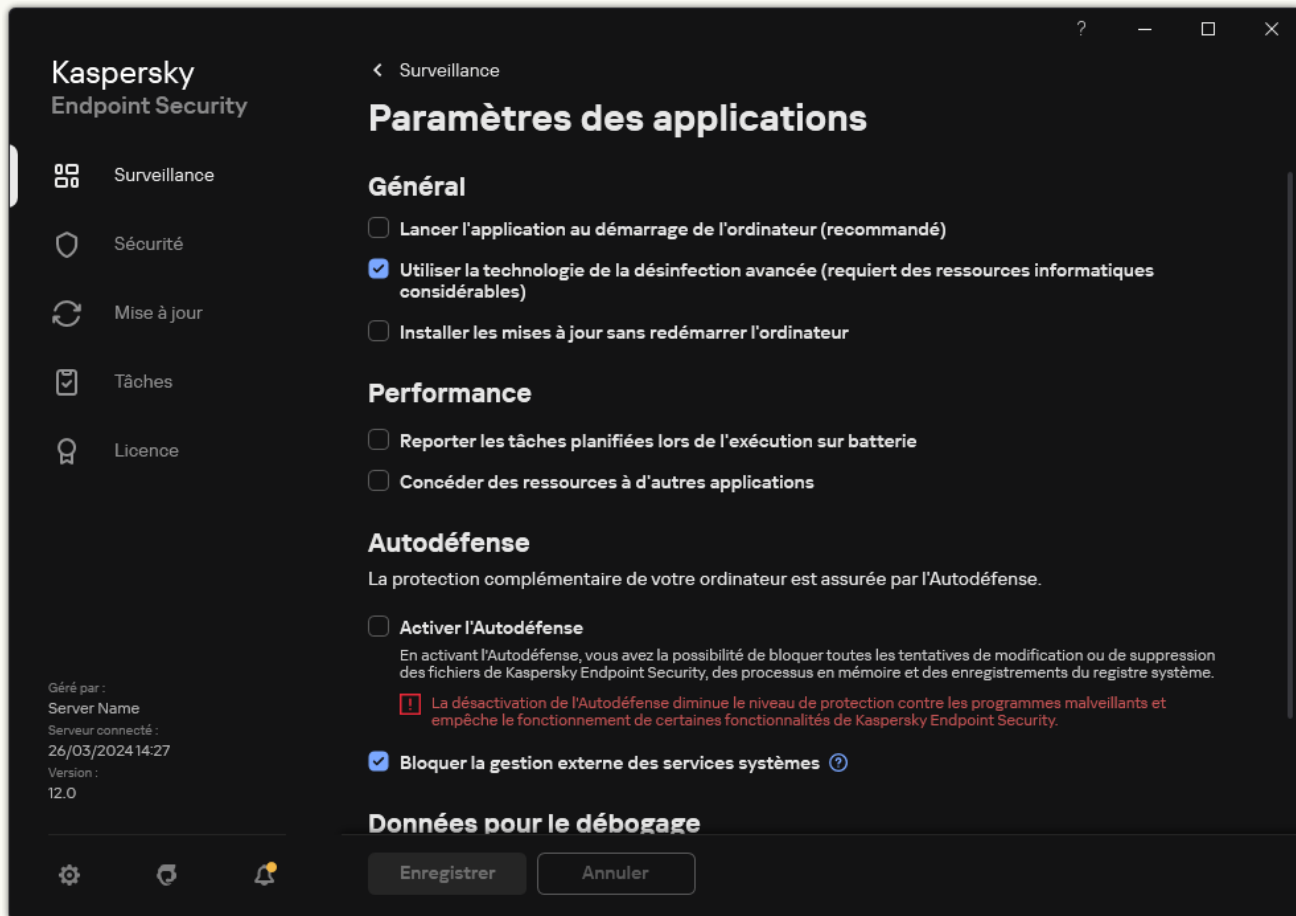 ?
Kaspersky
Endpoint Security
Surveillance
Sécurité
Mise à jour
Tâches
Licence
Géré par :
Server Name
Serveur connecté :
26/03/2024 14:27
Version :
12.0
Surveillance
Paramètres des applications
Général
Lancer l'application au démarrage de l'ordinateur (recommandé)
Utiliser la technologie de la désinfection avancée (requiert des ressources informatiques
considérables)
Installer les mises à jour sans redémarrer l'ordinateur
Performance
Reporter les tâches planifiées lors de l'exécution sur batterie
Concéder des ressources à d'autres applications
Autodéfense
La protection complémentaire de votre ordinateur est assurée par l'Autodéfense.
Activer l'Autodéfense
En activant l'Autodéfense, vous avez la possibilité de bloquer toutes les tentatives de modification ou de suppression
des fichiers de Kaspersky Endpoint Security, des processus en mémoire et des enregistrements du registre système.
! La désactivation de l'Autodéfense diminue le niveau de protection contre les programmes malveillants et
empêche le fonctionnement de certaines fonctionnalités de Kaspersky Endpoint Security.
Bloquer la gestion externe des services systèmes ?
Données pour le débogage
Enregistrer
Annuler